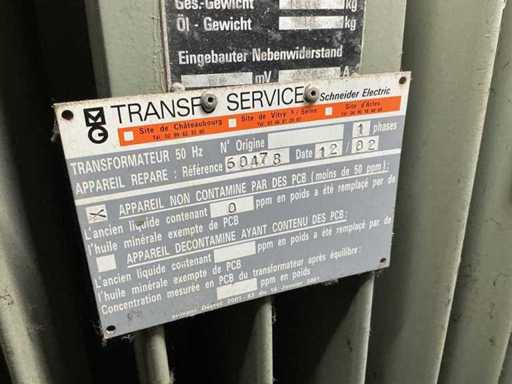 Ges.-Gewicht kg
Öl - Gewicht kg
Eingebauter Nebenwiderstand
mV A
TRANSFO SERVICES Schneider Electric
Site de Châteaubourg Site de Vitry s/ Seine Site d'Arles
TRANSFORMATEUR 50 Hz N° Origine 1 phases
APPAREIL REPARE : Référence 60478 Date 12 / 02
APPAREIL NON CONTAMINE PAR DES PCB (moins de 50 ppm) :
L'ancien liquide contenant 0 ppm en poids a été remplacé par de
l'huile minérale exempte de PCB
APPAREIL DECONTAMINE AYANT CONTENU DES PCB :
L'ancien liquide contenant ppm en poids a été remplacé par de
l'huile minérale exempte de PCB
Concentration mesurée en PCB du transformateur après équilibre :
ppm en poids